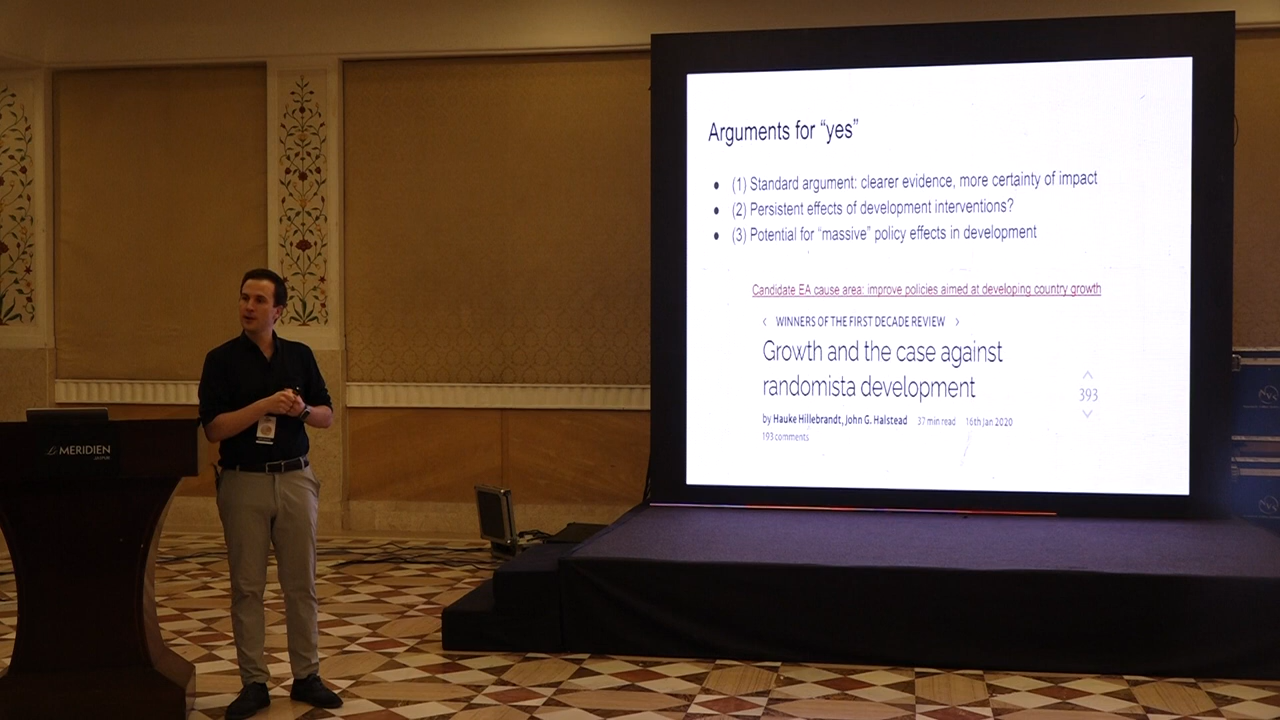 Arguments for “yes”
(1) Standard argument: clearer evidence, more certainty of impact
(2) Persistent effects of development interventions?
(3) Potential for “massive” policy effects in development
Candidate EA cause area: improve policies aimed at developing country growth
‹ WINNERS OF THE FIRST DECADE REVIEW ›
Growth and the case against
randomista development
393
by Hauke Hillebrandt, John G. Halstead 37 min read 16th Jan 2020
193 comments
Le MERIDIEN